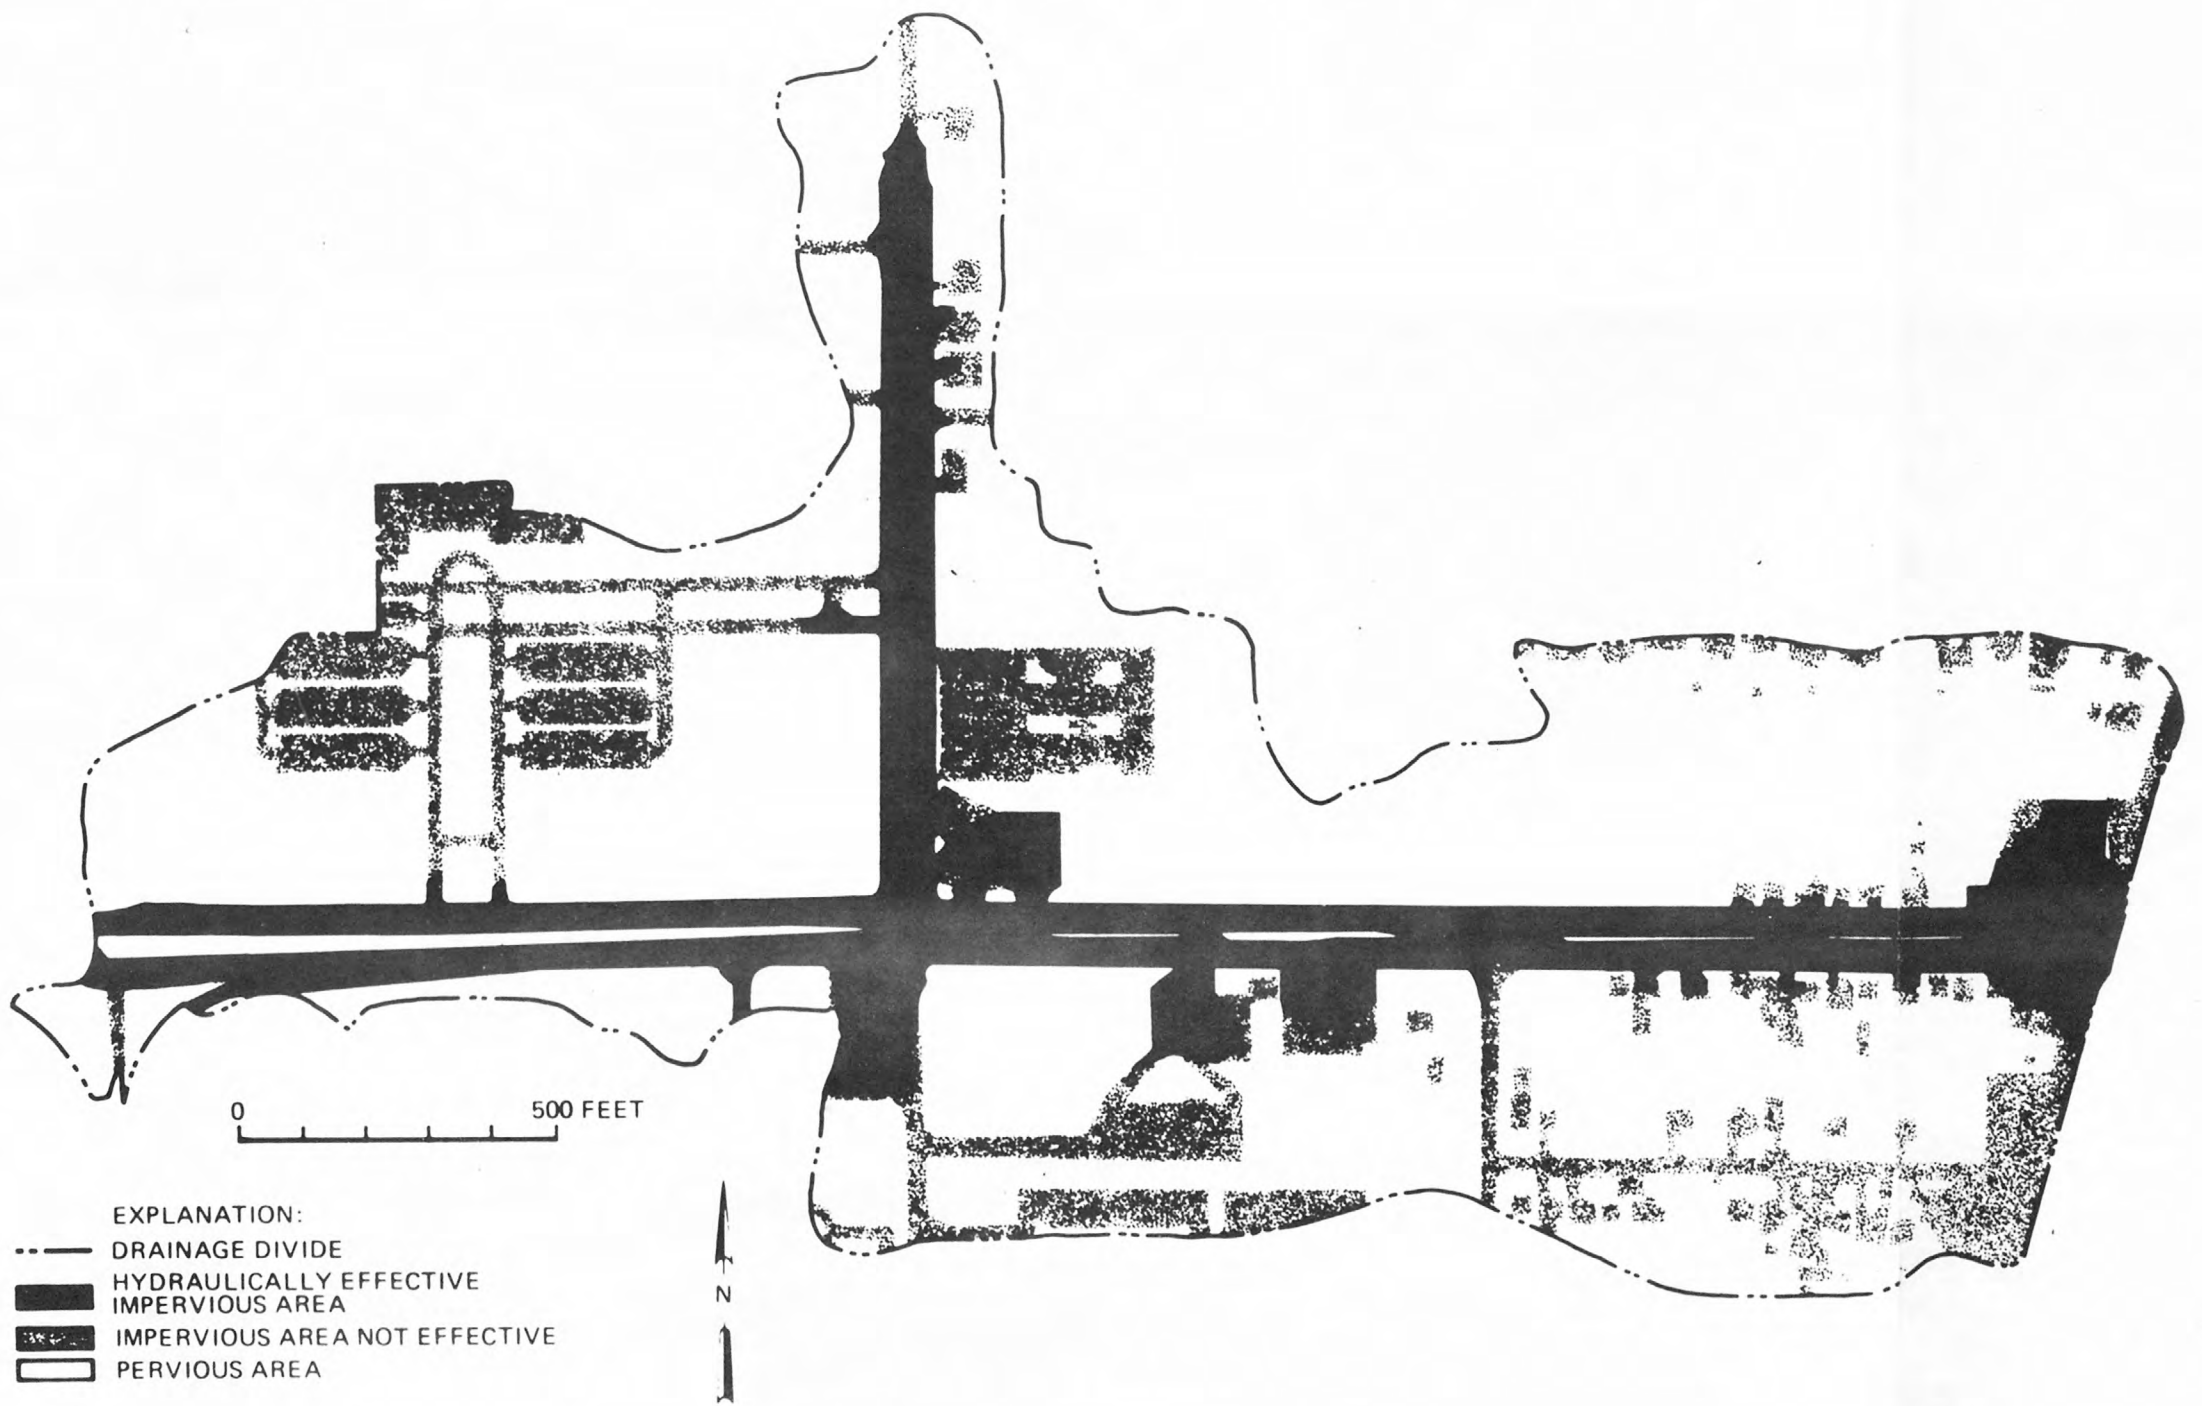 0 500 FEET
EXPLANATION:
DRAINAGE DIVIDE
HYDRAULICALLY EFFECTIVE
IMPERVIOUS AREA
IMPERVIOUS AREA NOT EFFECTIVE
PERVIOUS AREA
N